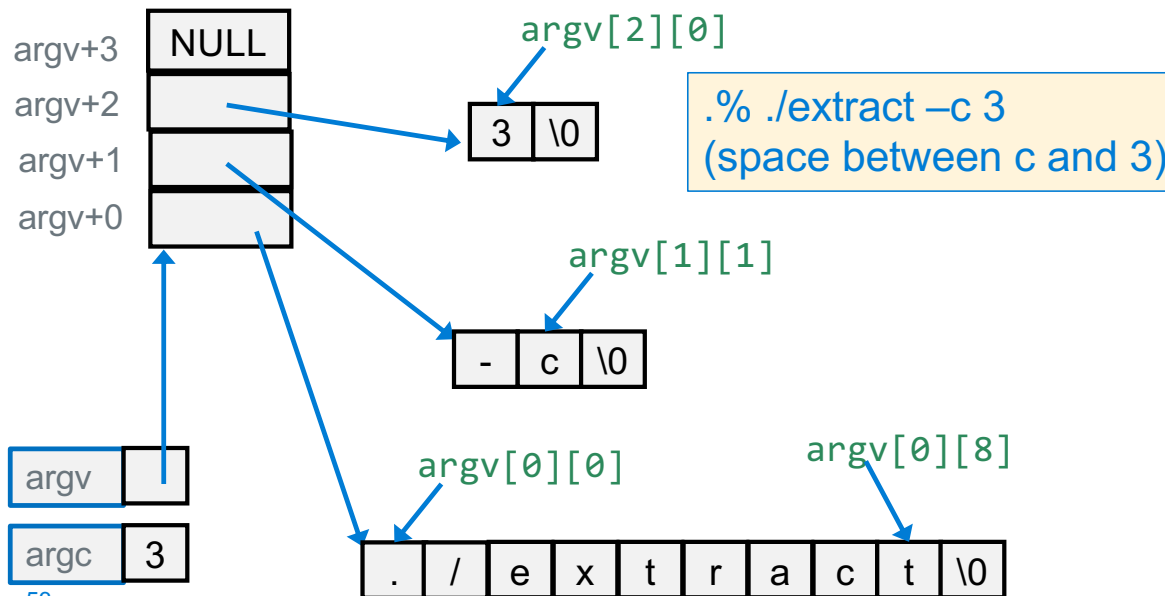 argv+3 NULL
argv+2
argv+1
argv+0
argv[2][0]
3 \0
.% ./extract –c 3
(space between c and 3)
argv[1][1]
- c \0
argv
argc 3
argv[0][0]
argv[0][8]
. / e x t r a c t \0